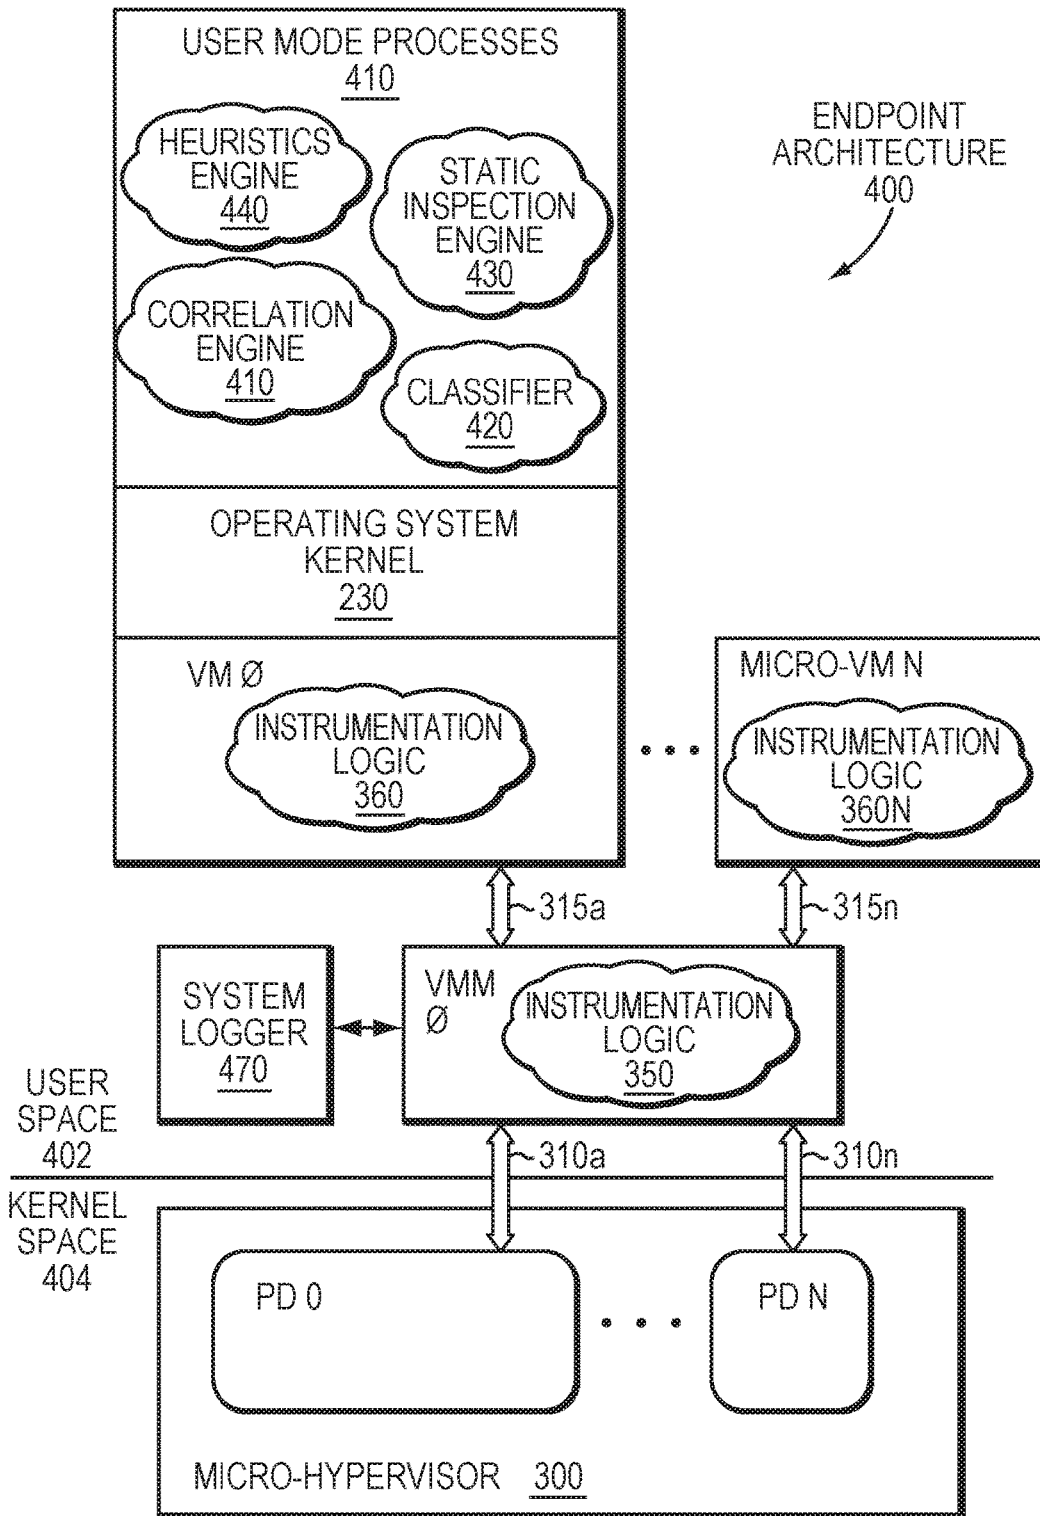 USER MODE PROCESSES
410
HEURISTICS
ENGINE
440
STATIC
INSPECTION
ENGINE
430
CORRELATION
ENGINE
410
CLASSIFIER
420
ENDPOINT
ARCHITECTURE
400
OPERATING SYSTEM
KERNEL
230
VM Ø
INSTRUMENTATION
LOGIC
360
MICRO-VM N
INSTRUMENTATION
LOGIC
360N
315a
315n
SYSTEM
LOGGER
470
VMM
Ø
INSTRUMENTATION
LOGIC
350
USER
SPACE
402
310a
310n
KERNEL
SPACE
404
PD 0
PD N
MICRO-HYPERVISOR 300